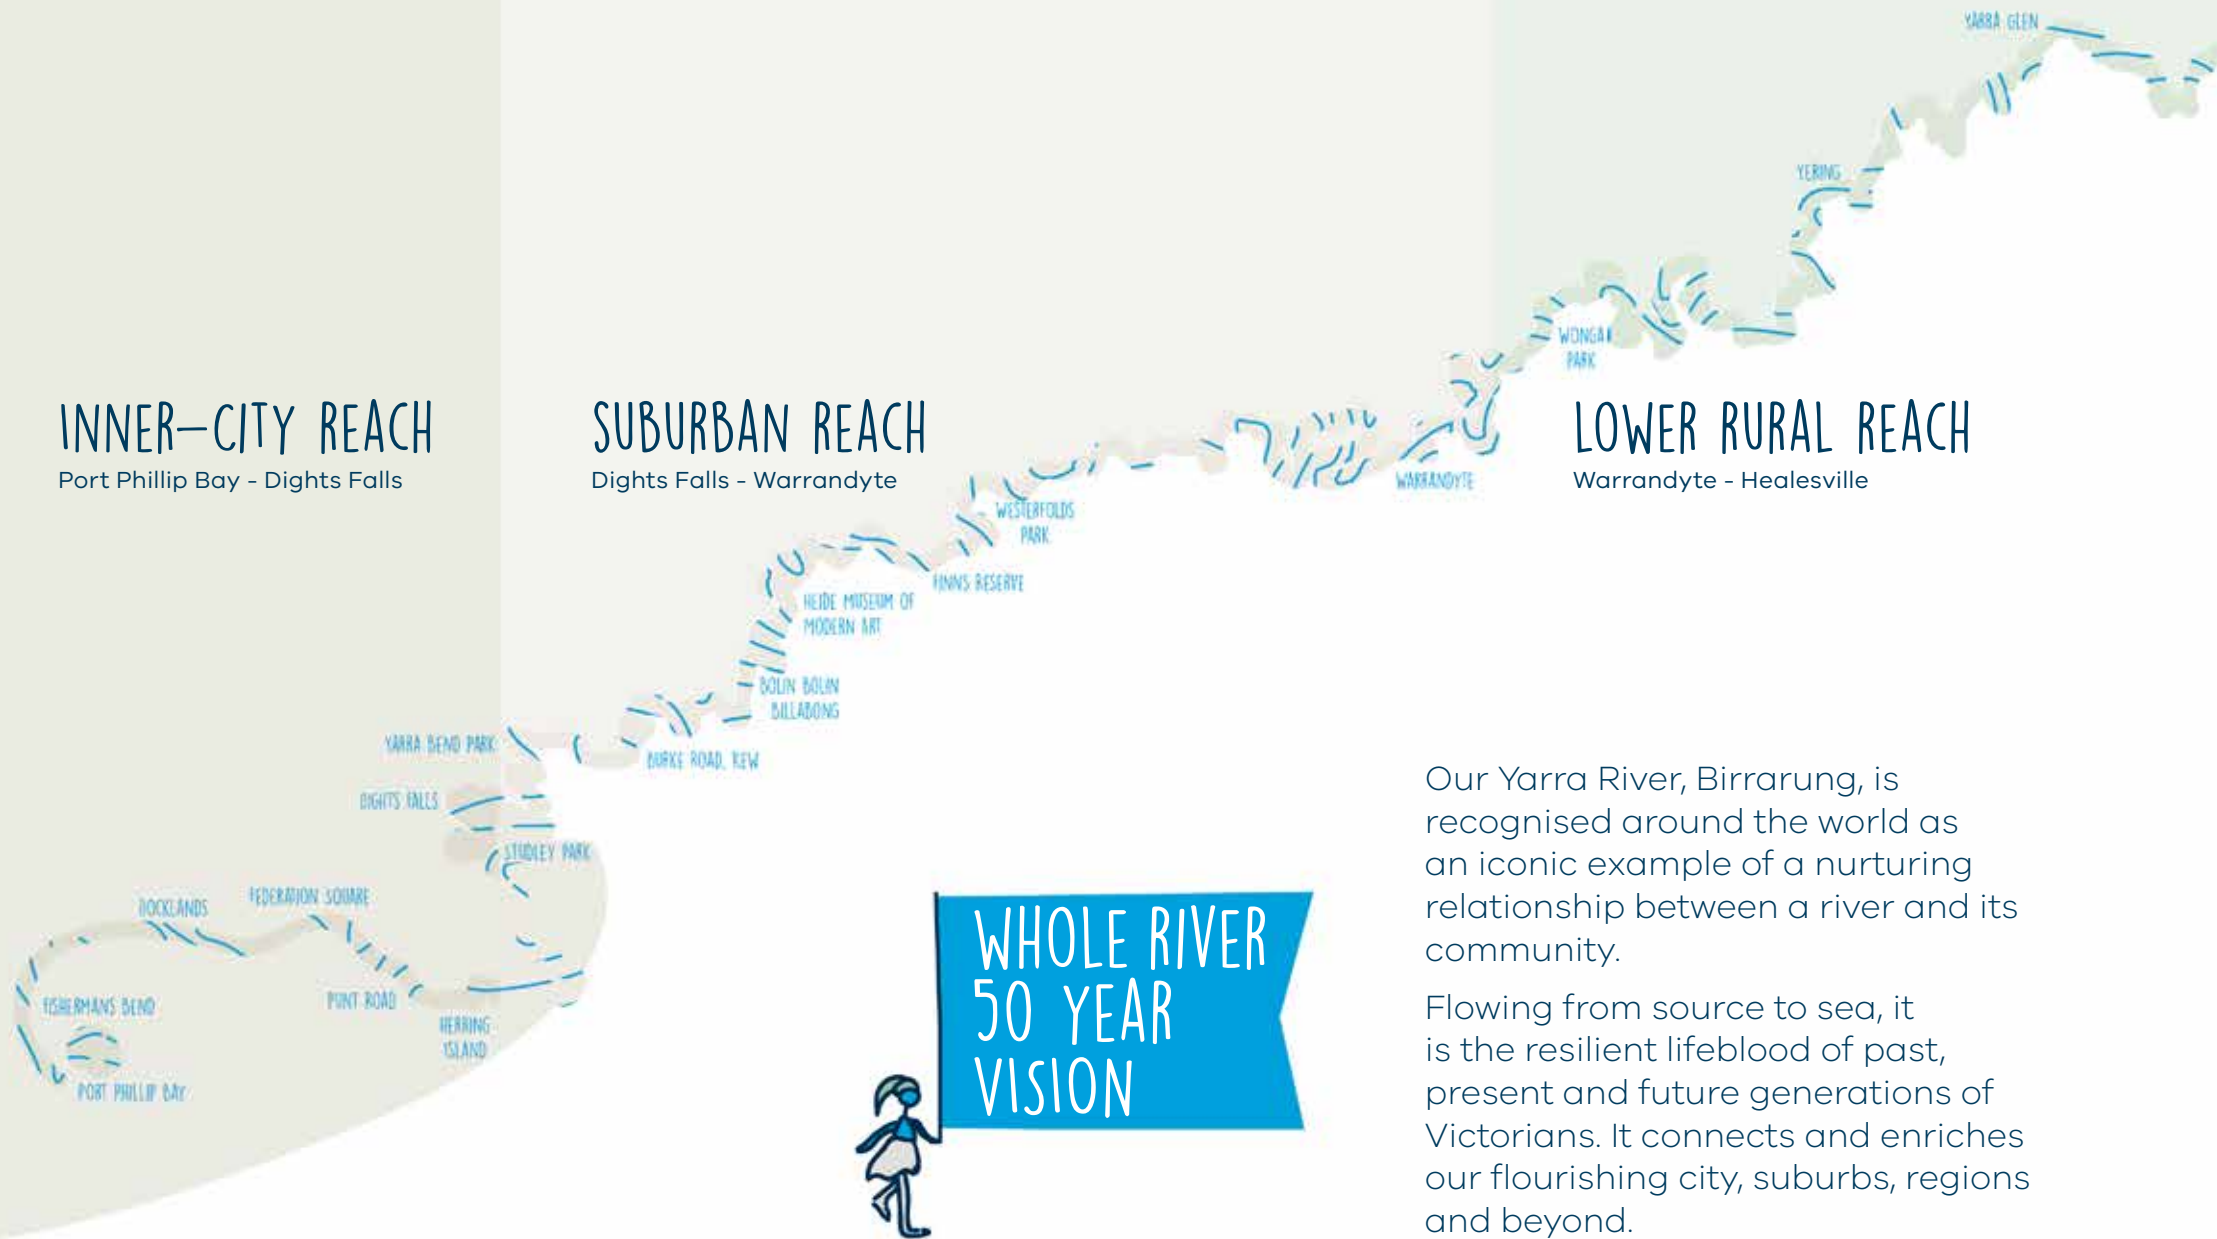 YARRA GLEN
YERING
WONGA
PARK
INNER-CITY REACH
Port Phillip Bay - Dights Falls
SUBURBAN REACH
Dights Falls - Warrandyte
LOWER RURAL REACH
Warrandyte - Healesville
WARRANDYTE
WESTERFOLDS
PARK
FINNS RESERVE
HEIDE MUSEUM OF
MODERN ART
BOLIN BOLIN
BILLABONG
YARRA BEND PARK
BURKE ROAD, KEW
DIGHTS FALLS
STUDLEY PARK
FEDERATION SQUARE
DOCKLANDS
PUNT ROAD
FISHERMANS BEND
HERRING
ISLAND
PORT PHILLIP BAY
WHOLE RIVER
50 YEAR
VISION
Our Yarra River, Birrarung, is
recognised around the world as
an iconic example of a nurturing
relationship between a river and its
community.
Flowing from source to sea, it
is the resilient lifeblood of past,
present and future generations of
Victorians. It connects and enriches
our flourishing city, suburbs, regions
and beyond.